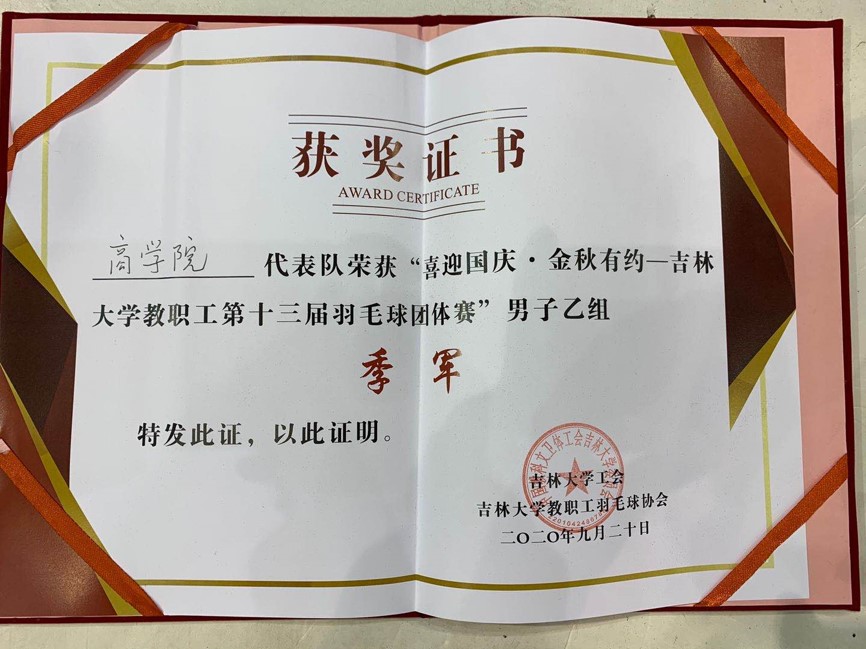 获奖证书
AWARD CERTIFICATE
商学院 代表队荣获“喜迎国庆·金秋有约—吉林
大学教职工第十三届羽毛球团体赛”男子乙组
季军
特发此证，以此证明。
吉林大学工会
吉林大学教职工羽毛球协会
二〇二〇年九月二十日